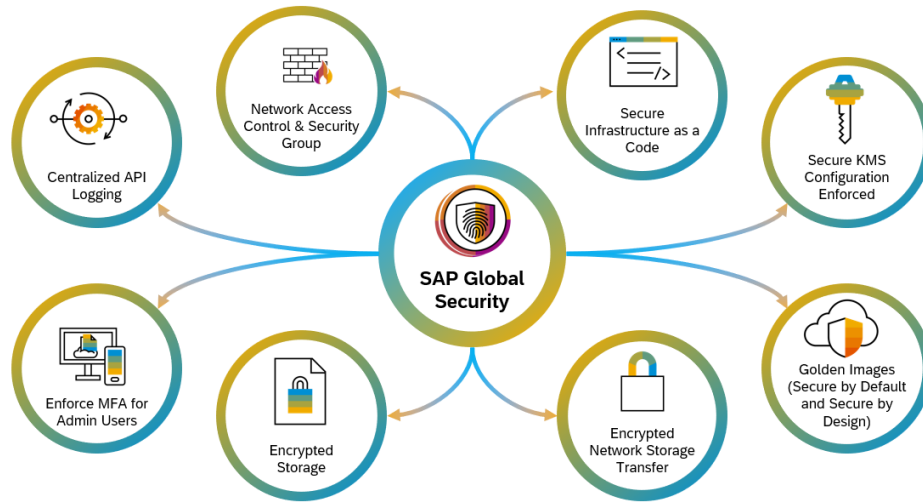 Network Access
Control & Security
Group
Secure
Infrastructure as a
Code
Centralized API
Logging
Secure KMS
Configuration
Enforced
SAP Global
Security
Enforce MFA for
Admin Users
Encrypted
Storage
Encrypted
Network Storage
Transfer
Golden Images
(Secure by Default
and Secure by
Design)